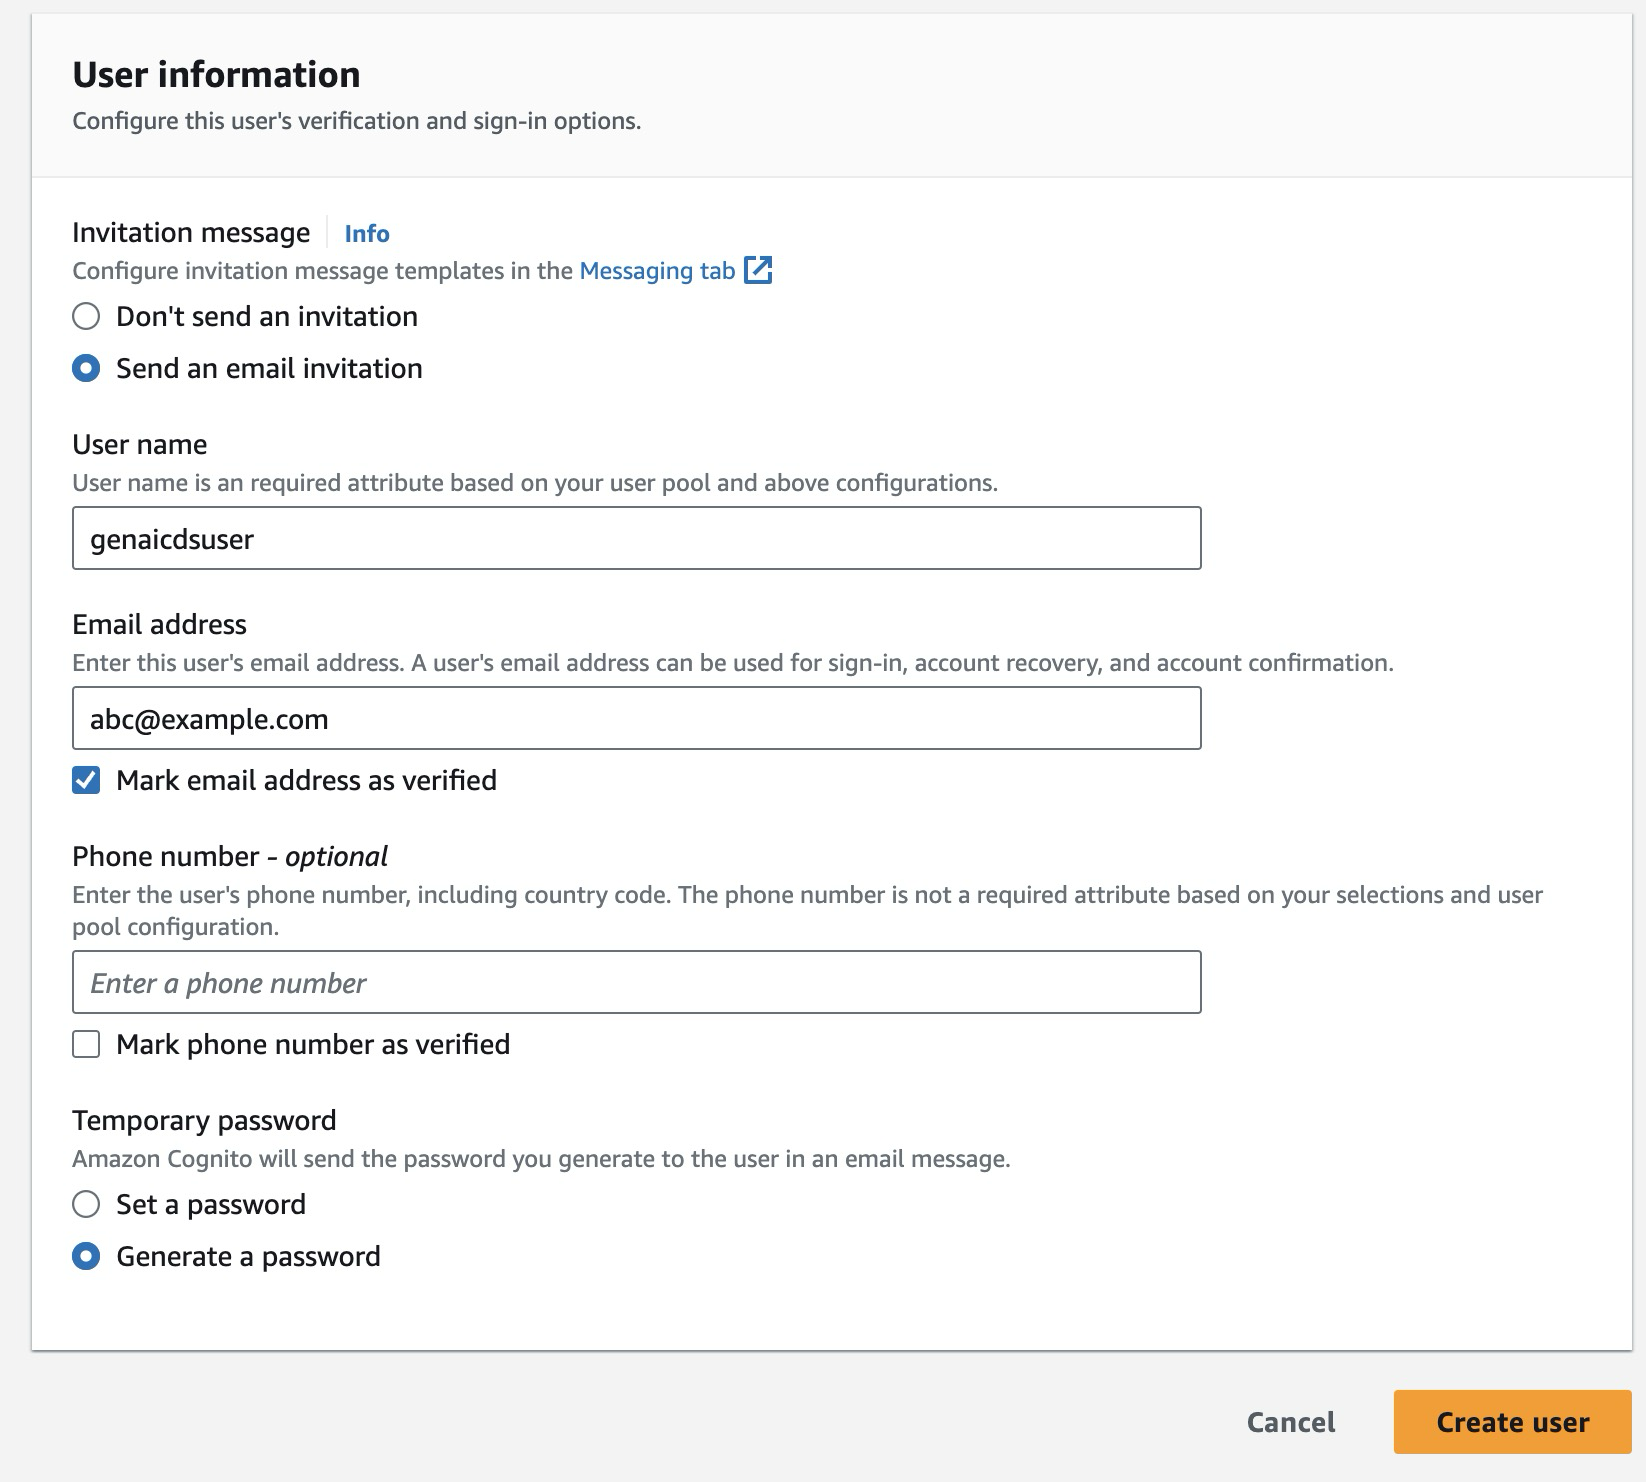 User information
Configure this user's verification and sign-in options.
Invitation message Info
Configure invitation message templates in the Messaging tab
Don't send an invitation
Send an email invitation
User name
User name is an required attribute based on your user pool and above configurations.
genaicdsuser
Email address
Enter this user's email address. A user's email address can be used for sign-in, account recovery, and account confirmation.
abc@example.com
Mark email address as verified
Phone number - optional
Enter the user's phone number, including country code. The phone number is not a required attribute based on your selections and user
pool configuration.
Enter a phone number
Mark phone number as verified
Temporary password
Amazon Cognito will send the password you generate to the user in an email message.
Set a password
Generate a password
Cancel Create user